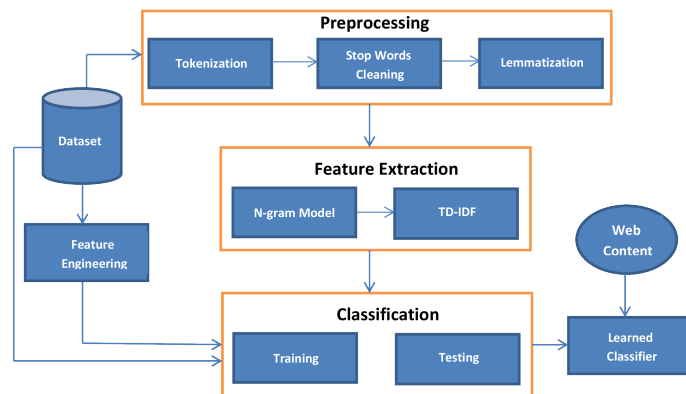 Preprocessing
Tokenization
Stop Words
Cleaning
Lemmatization
Dataset
Feature Extraction
N-gram Model
TD-IDF
Feature
Engineering
Web
Content
Classification
Training
Testing
Learned
Classifier